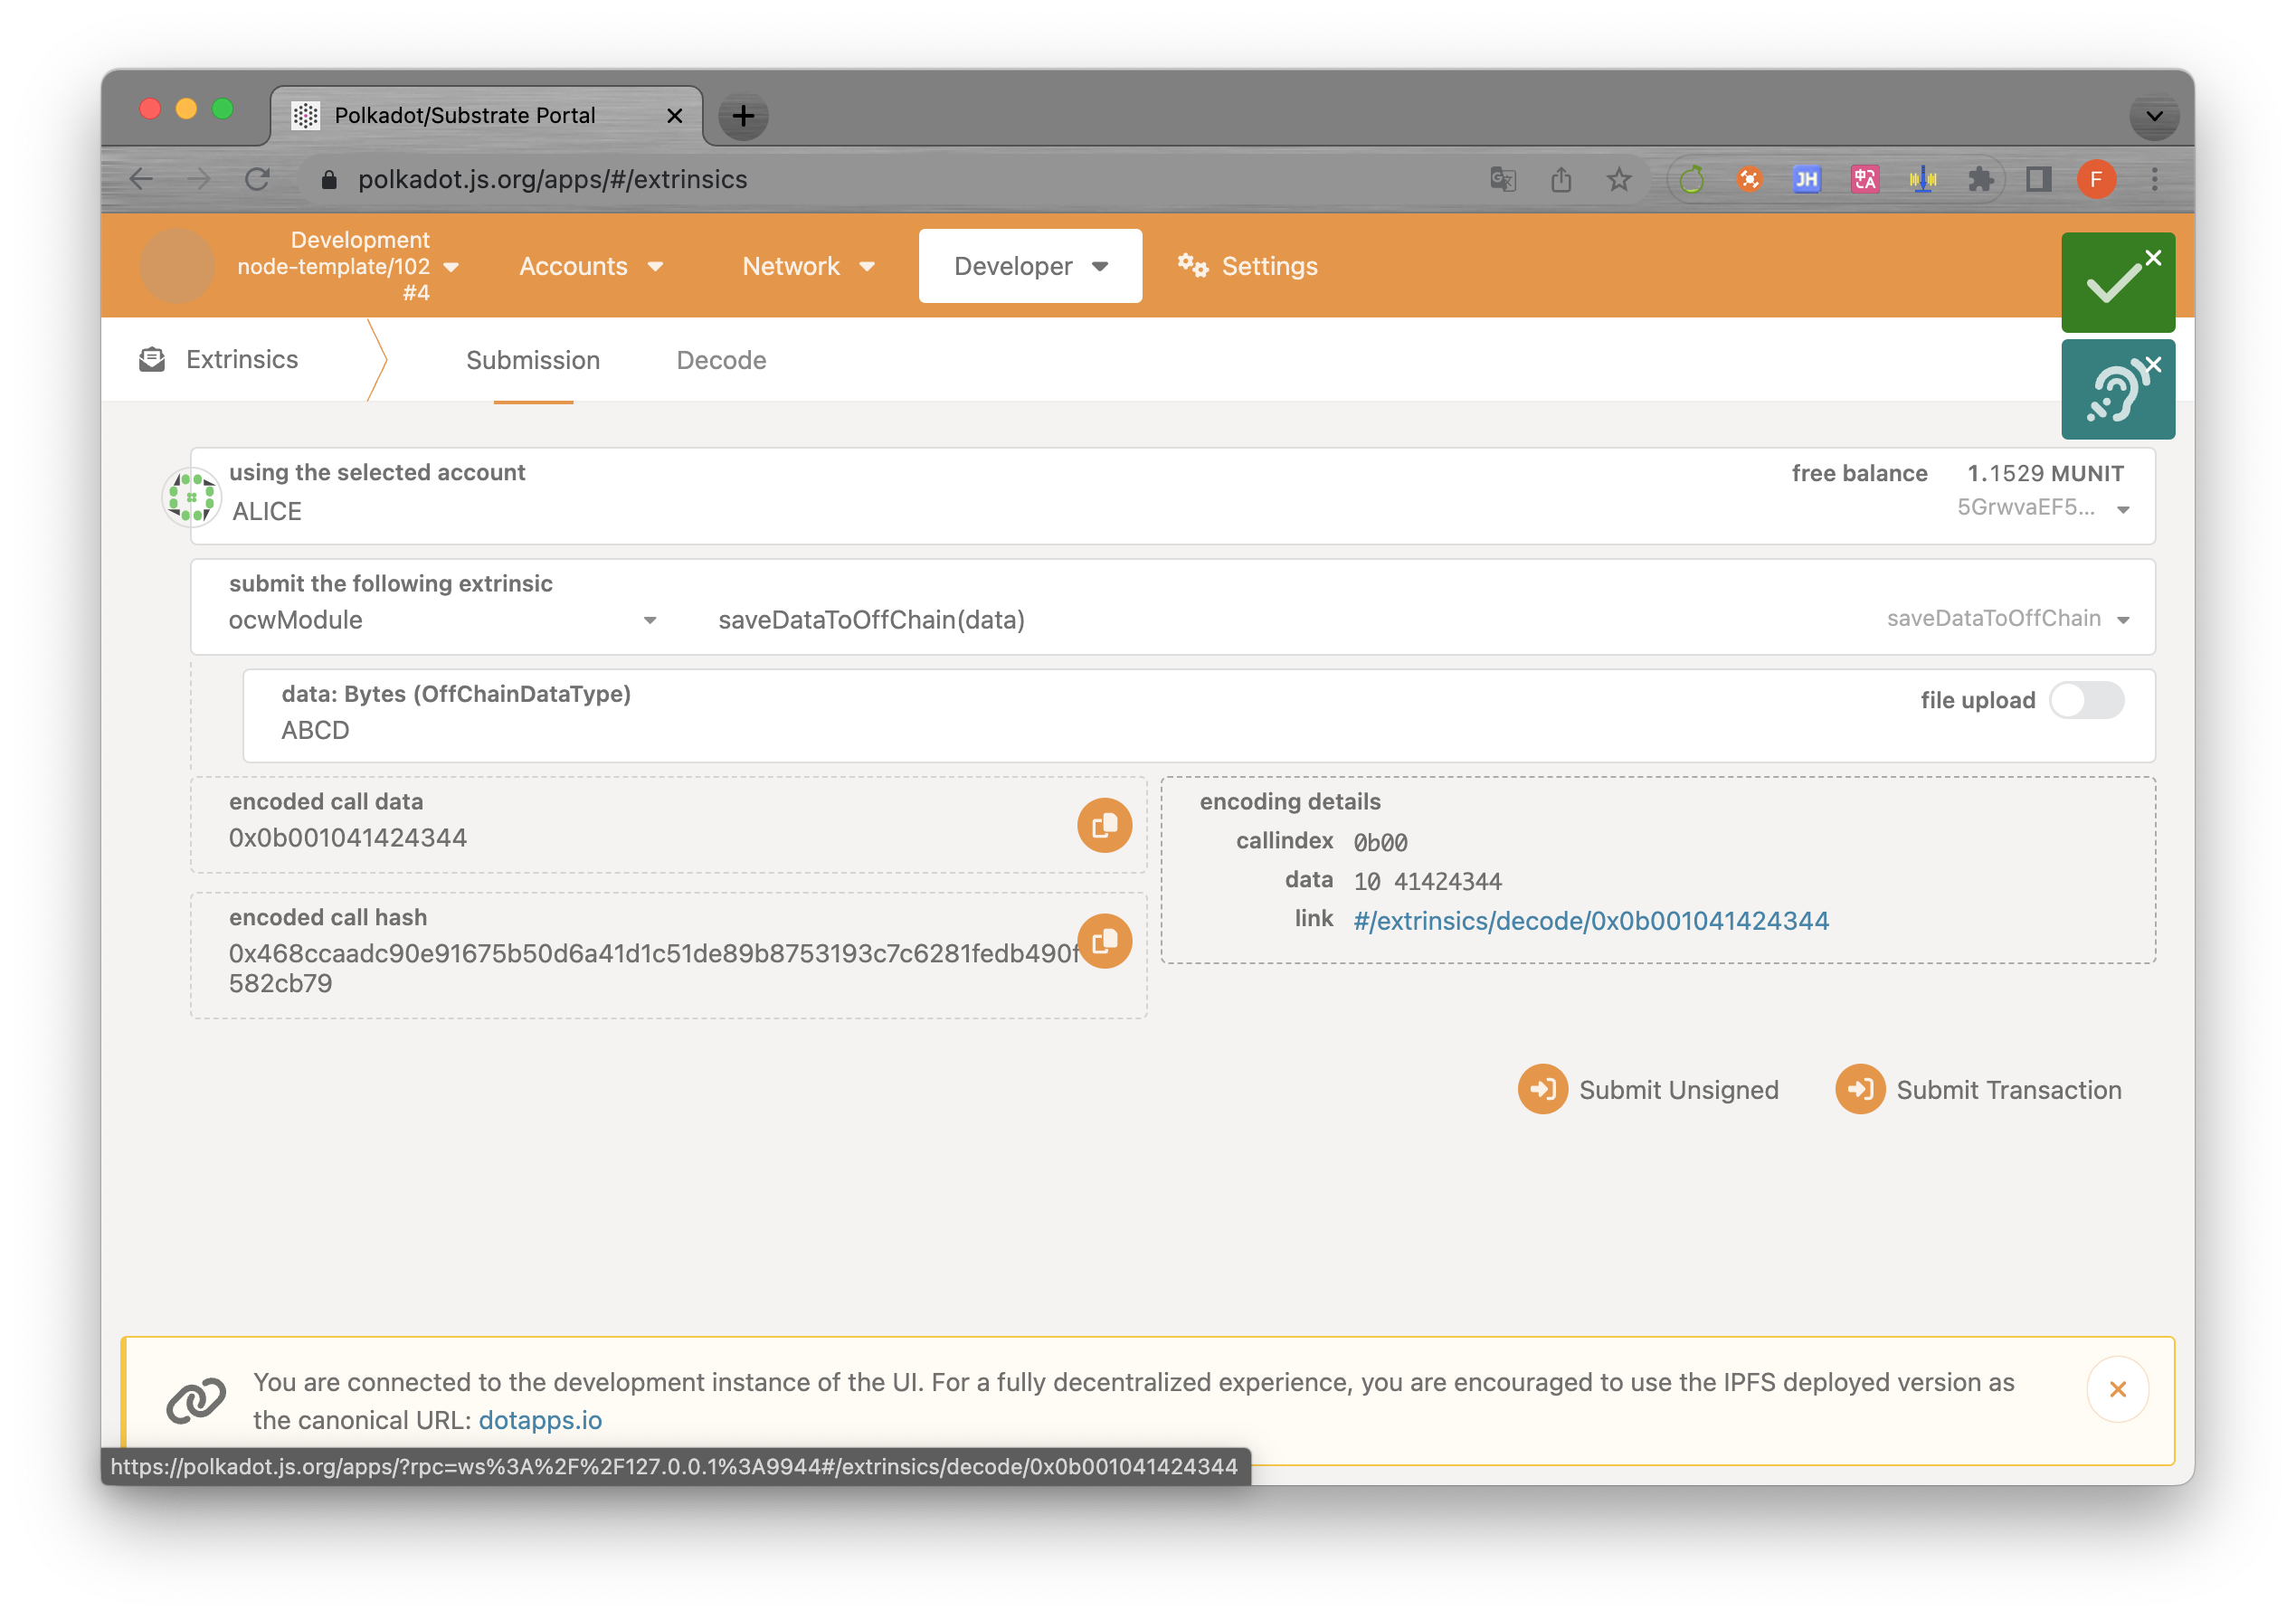 Polkadot/Substrate Portal
polkadot.js.org/apps/#/extrinsics
JH
中A
F
Development
node-template/102
#4
Accounts
Network
Developer
Settings
Extrinsics
Submission
Decode
using the selected account
ALICE
free balance 1.1529 MUNIT
5GrwvaEF5...
submit the following extrinsic
ocwModule
saveDataToOffChain(data)
saveDataToOffChain
data: Bytes (OffChainDataType)
ABCD
file upload
encoded call data
0x0b001041424344
encoded call hash
0x468ccaadc90e91675b50d6a41d1c51de89b8753193c7c6281fedb490f
582cb79
encoding details
callindex 0b00
data 10 41424344
link #/extrinsics/decode/0x0b001041424344
Submit Unsigned
Submit Transaction
You are connected to the development instance of the UI. For a fully decentralized experience, you are encouraged to use the IPFS deployed version as
the canonical URL: dotapps.io
https://polkadot.js.org/apps/?rpc=ws%3A%2F%2F127.0.0.1%3A9944#/extrinsics/decode/0x0b001041424344